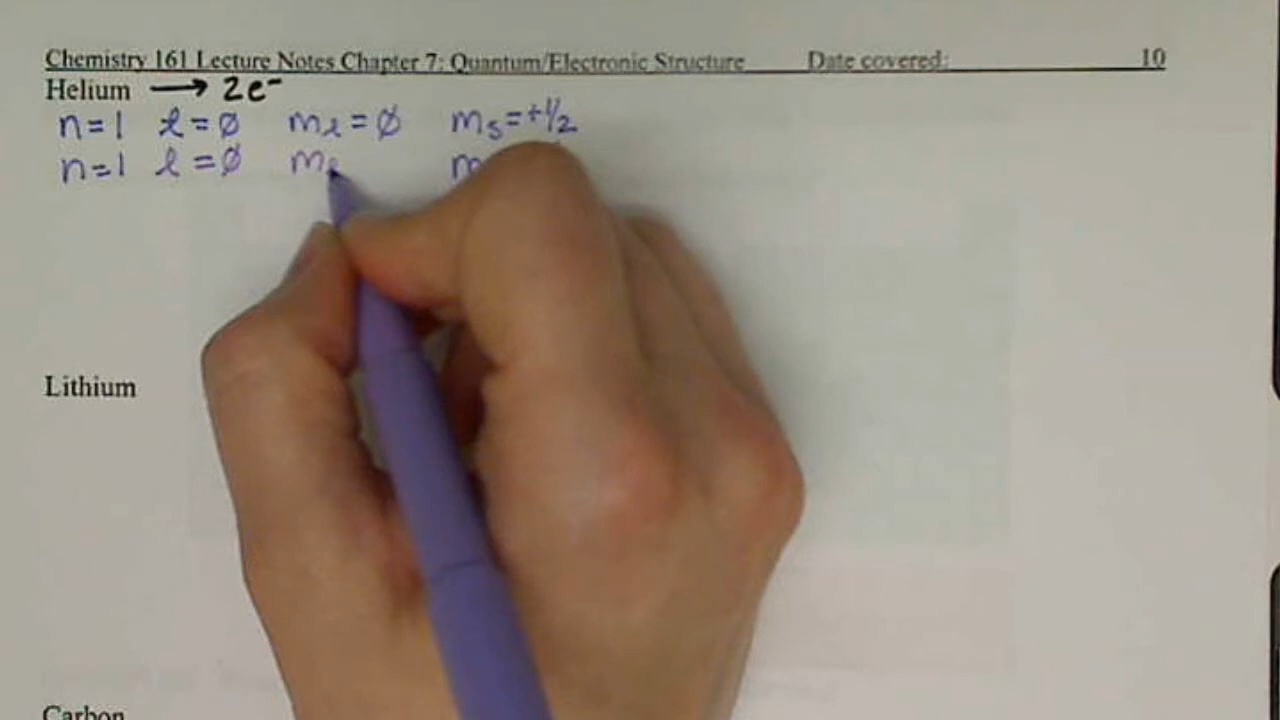 Chemistry 161 Lecture Notes Chapter 7: Quantum/Electronic Structure Date covered: 10
Helium → 2e⁻
n=1 ℓ=∅ mℓ=∅ ms=+1/2
n=1 ℓ=∅ mℓ m
Lithium
Carbon